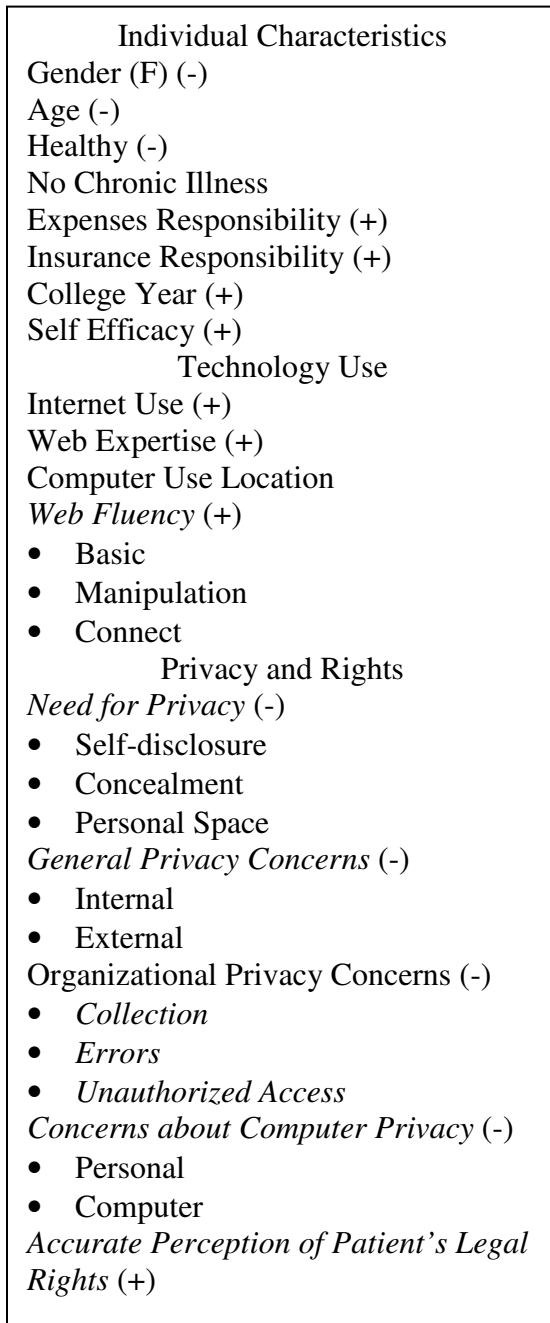 Individual Characteristics
Gender (F) (-)
Age (-)
Healthy (-)
No Chronic Illness
Expenses Responsibility (+)
Insurance Responsibility (+)
College Year (+)
Self Efficacy (+)
Technology Use
Internet Use (+)
Web Expertise (+)
Computer Use Location
Web Fluency (+)
• Basic
• Manipulation
• Connect
Privacy and Rights
Need for Privacy (-)
• Self-disclosure
• Concealment
• Personal Space
General Privacy Concerns (-)
• Internal
• External
Organizational Privacy Concerns (-)
• Collection
• Errors
• Unauthorized Access
Concerns about Computer Privacy (-)
• Personal
• Computer
Accurate Perception of Patient's Legal
Rights (+)